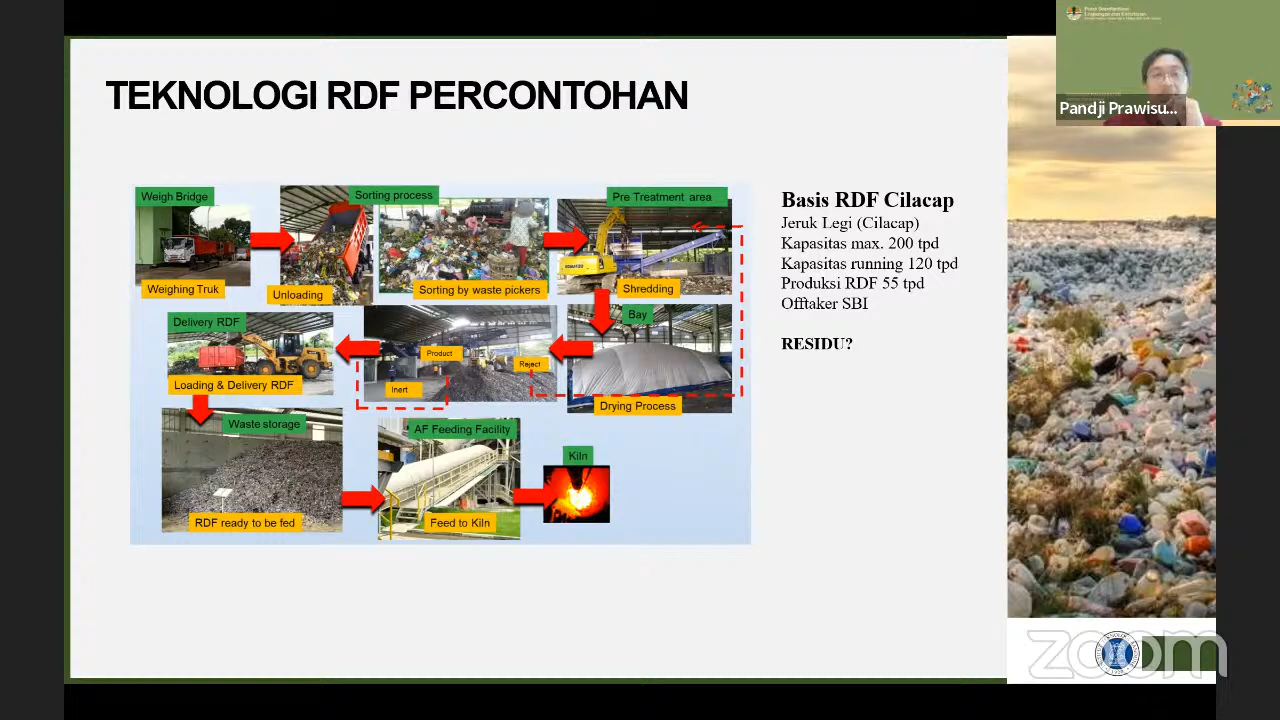 TEKNOLOGI RDF PERCONTOHAN
Pandji Prawisu...
Weigh Bridge
Sorting process
Pre Treatment area
Weighing Truk
Unloading
Sorting by waste pickers
Shredding
Delivery RDF
Bay
Product
Reject
Inert
Loading & Delivery RDF
Drying Process
Waste storage
AF Feeding Facility
Kiln
RDF ready to be fed
Feed to Kiln
Basis RDF Cilacap
Jeruk Legi (Cilacap)
Kapasitas max. 200 tpd
Kapasitas running 120 tpd
Produksi RDF 55 tpd
Offtaker SBI
RESIDU?
zoom